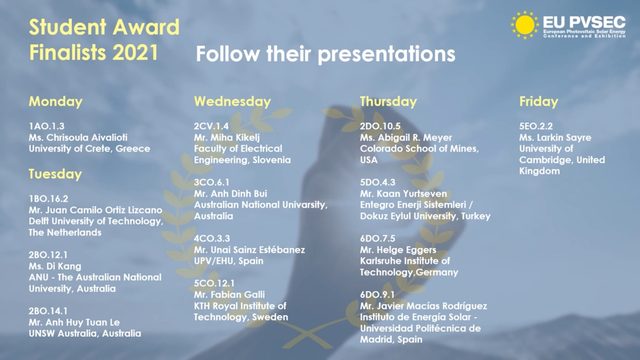 Student Award
Finalists 2021
Follow their presentations
EU PVSEC
European Photovoltaic Solar Energy
Conference and Exhibition
Monday
1AO.1.3
Ms. Chrisoula Aivalioti
University of Crete, Greece
Tuesday
1BO.16.2
Mr. Juan Camilo Ortiz Lizcano
Delft University of Technology,
The Netherlands
2BO.12.1
Ms. Di Kang
ANU - The Australian National
University, Australia
2BO.14.1
Mr. Anh Huy Tuan Le
UNSW Australia, Australia
Wednesday
2CV.1.4
Mr. Miha Kikelj
Faculty of Electrical
Engineering, Slovenia
3CO.6.1
Mr. Anh Dinh Bui
Australian National Univarsity,
Australia
4CO.3.3
Mr. Unai Sainz Estébanez
UPV/EHU, Spain
5CO.12.1
Mr. Fabian Galli
KTH Royal Institute of
Technology, Sweden
Thursday
2DO.10.5
Ms. Abigail R. Meyer
Colorado School of Mines,
USA
5DO.4.3
Mr. Kaan Yurtseven
Entegro Enerji Sistemleri /
Dokuz Eylul University, Turkey
6DO.7.5
Mr. Helge Eggers
Karlsruhe Institute of
Technology,Germany
6DO.9.1
Mr. Javier Macías Rodríguez
Instituto de Energía Solar -
Universidad Politécnica de
Madrid, Spain
Friday
5EO.2.2
Ms. Larkin Sayre
University of
Cambridge, United
Kingdom